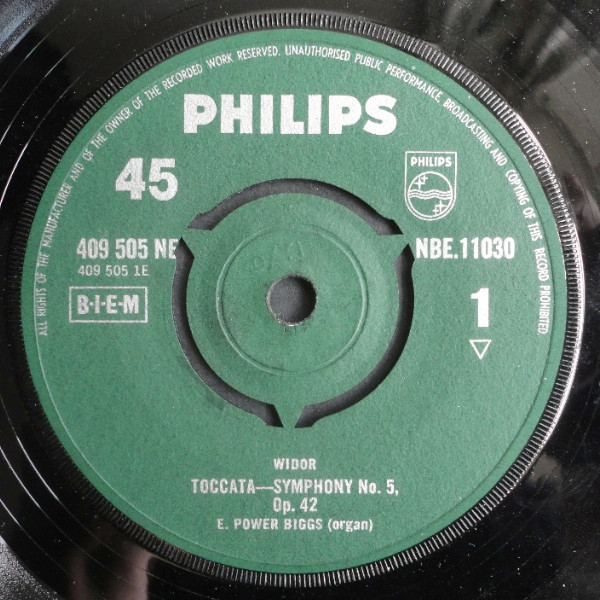 ALL RIGHTS OF THE MANUFACTURER AND OF THE OWNER OF THE RECORDED WORK RESERVED. UNAUTHORISED PUBLIC PERFORMANCE, BROADCASTING AND COPYING OF THIS RECORD PROHIBITED.
PHILIPS
45
PHILIPS
409 505 NE
NBE.11030
409 505 1E
B·I·E·M
1
WIDOR
TOCCATA—SYMPHONY No. 5,
Op. 42
E. POWER BIGGS (organ)